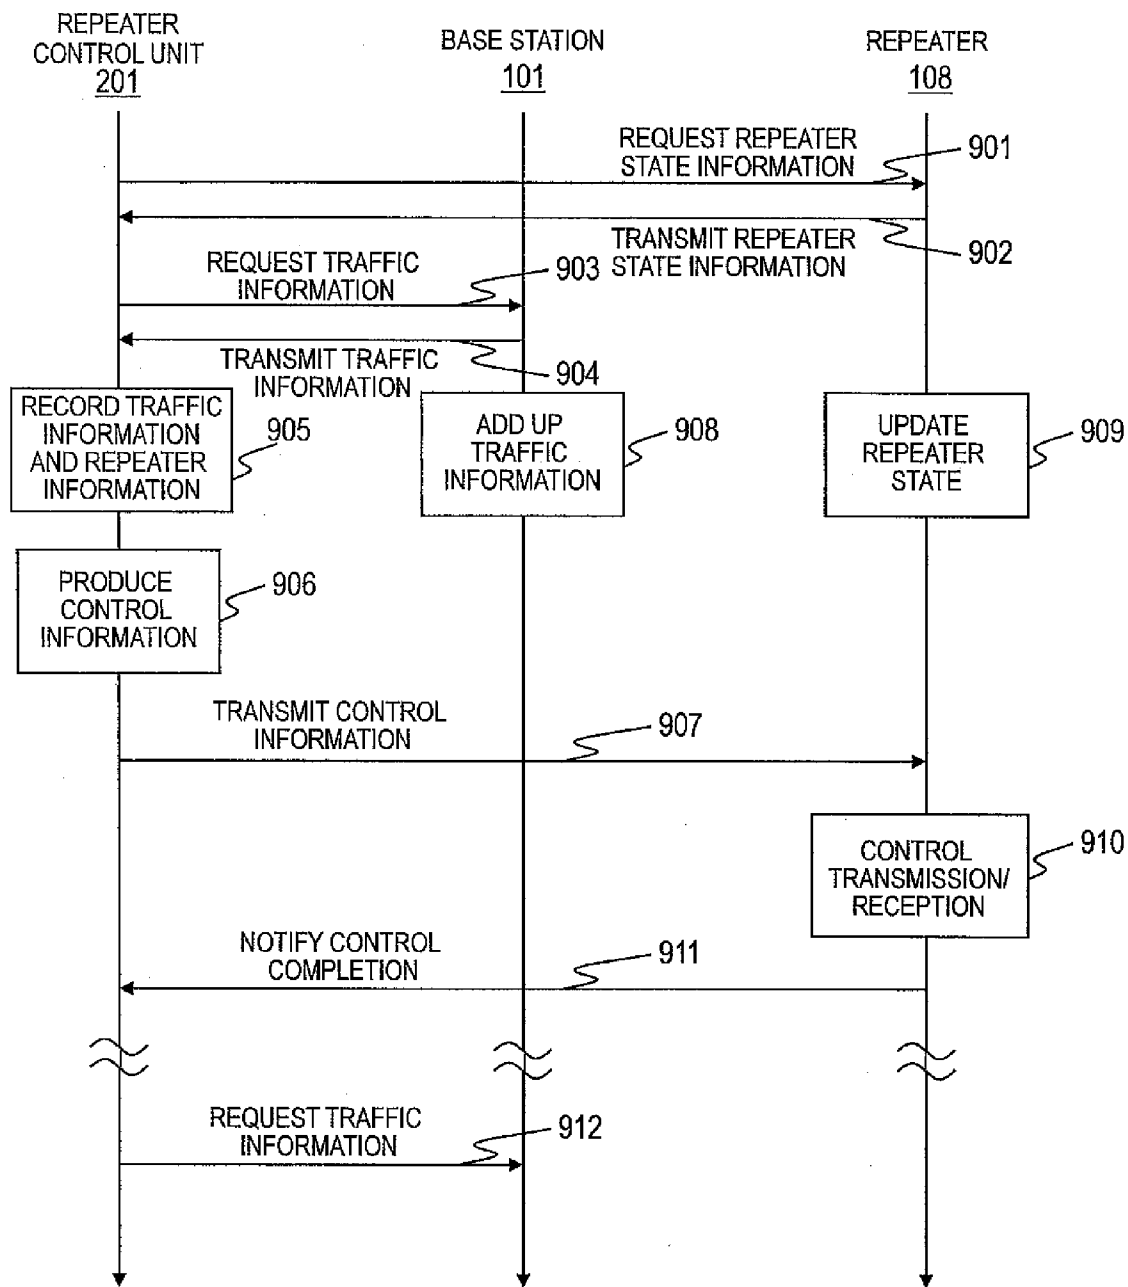 REPEATER
CONTROL UNIT
201
BASE STATION
101
REPEATER
108
REQUEST REPEATER
STATE INFORMATION
901
TRANSMIT REPEATER
STATE INFORMATION
902
REQUEST TRAFFIC
INFORMATION
903
TRANSMIT TRAFFIC
INFORMATION
904
RECORD TRAFFIC
INFORMATION
AND REPEATER
INFORMATION
905
ADD UP
TRAFFIC
INFORMATION
908
UPDATE
REPEATER
STATE
909
PRODUCE
CONTROL
INFORMATION
906
TRANSMIT CONTROL
INFORMATION
907
CONTROL
TRANSMISSION/
RECEPTION
910
NOTIFY CONTROL
COMPLETION
911
REQUEST TRAFFIC
INFORMATION
912